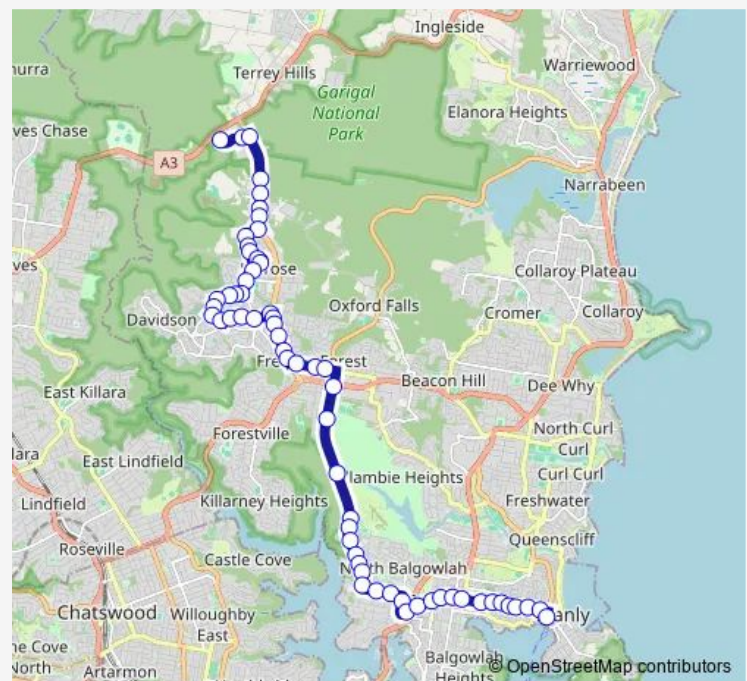 Ingleside
Terrey Hills
Warriewood
Garigal
National
Park
Elanora Heights
A3
Narrabeen
Collaroy Plateau
Oxford Falls
Cromer
Collaroy
Davidson
Beacon Hill
Dee Why
East Killara
Forestville
North Curl
Curl
East Lindfield
Curl Curl
Lindfield
Killarney Heights
Freshwater
Queenscliff
Roseville
Castle Cove
Chatswood
Willoughby
East
Artarmon
Balgowlah
Heights
© OpenStreetMap contributors